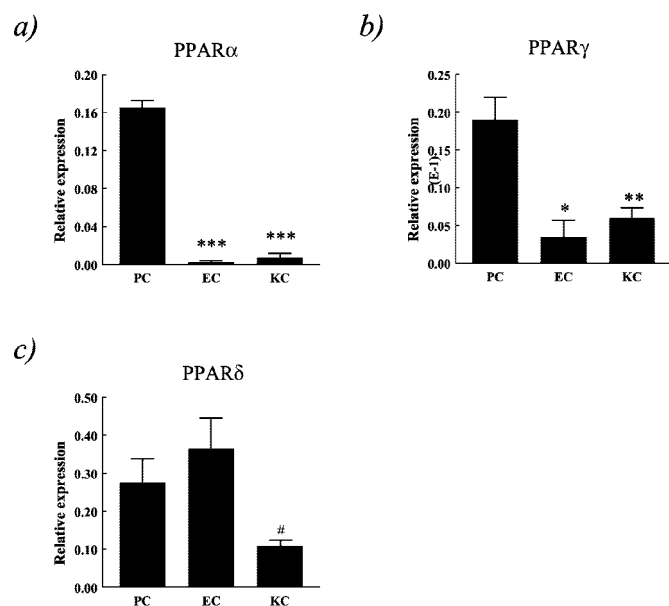 a)
PPARα
Relative expression
0.20
0.16
0.12
0.08
0.04
0.00
***
***
PC
EC
KC
b)
PPARγ
Relative expression
(E-1).
0.25
0.20
0.15
0.10
0.05
0.00
*
**
PC
EC
KC
c)
PPARδ
Relative expression
0.50
0.40
0.30
0.20
0.10
0.00
#
PC
EC
KC